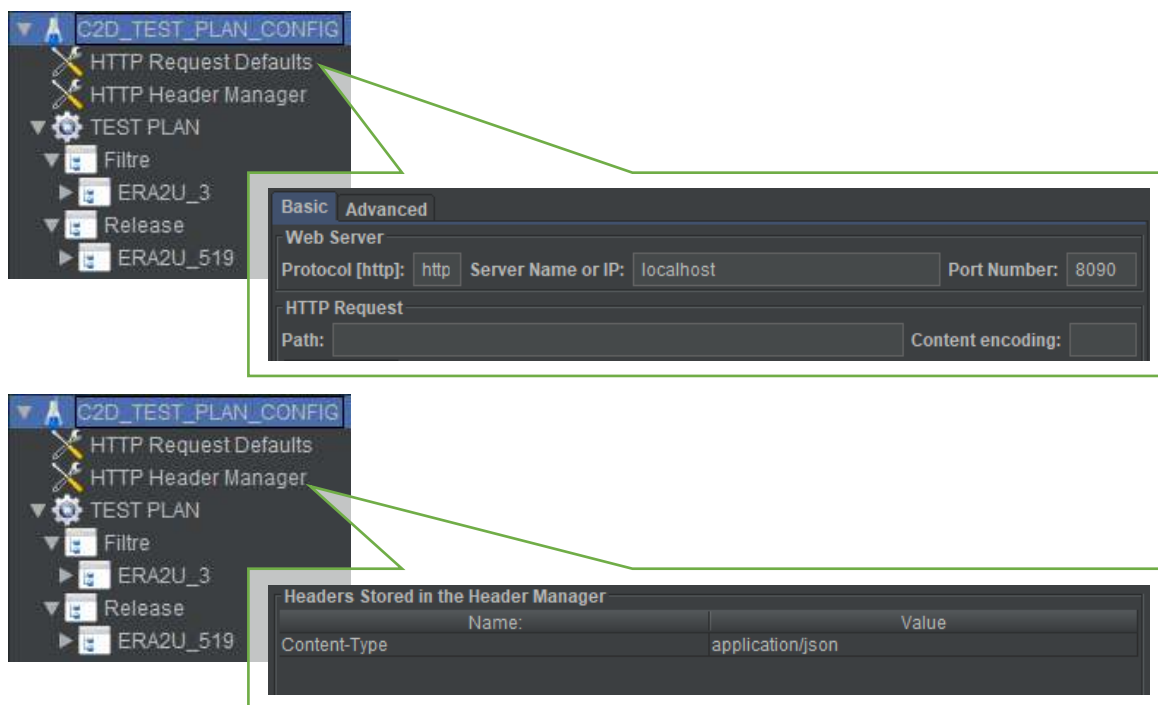 C2D_TEST_PLAN_CONFIG
HTTP Request Defaults
HTTP Header Manager
TEST PLAN
Filtre
ERA2U_3
Release
ERA2U_519
Basic Advanced
Web Server
Protocol [http]: http Server Name or IP: localhost Port Number: 8090
HTTP Request
Path: Content encoding:
C2D_TEST_PLAN_CONFIG
HTTP Request Defaults
HTTP Header Manager
TEST PLAN
Filtre
ERA2U_3
Release
ERA2U_519
Headers Stored in the Header Manager
Name: Value
Content-Type application/json